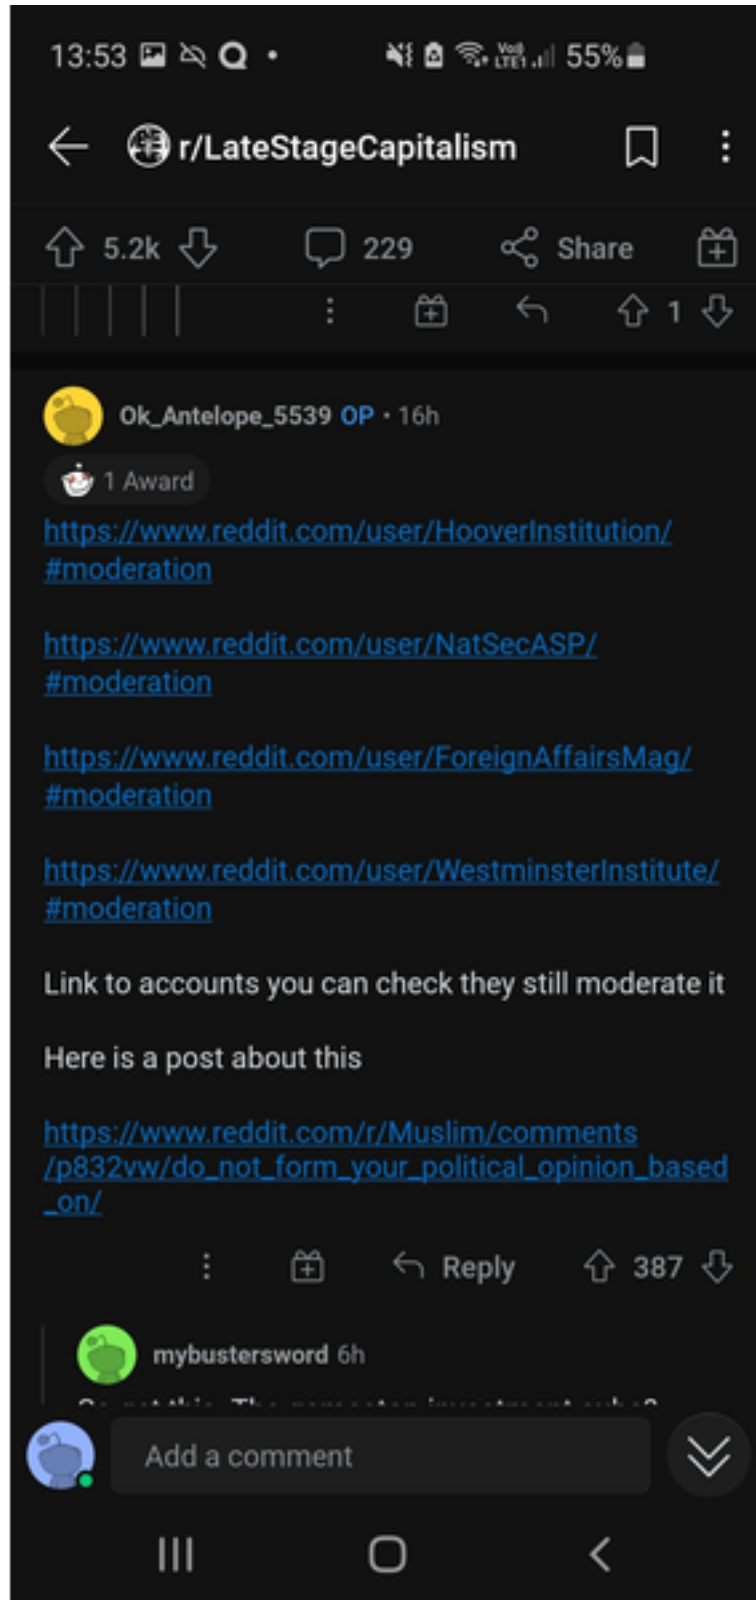 13:53 55%
r/LateStageCapitalism
5.2k 229 Share
1
Ok_Antelope_5539 OP • 16h
1 Award
https://www.reddit.com/user/HooverInstitution/
#moderation
https://www.reddit.com/user/NatSecASP/
#moderation
https://www.reddit.com/user/ForeignAffairsMag/
#moderation
https://www.reddit.com/user/WestminsterInstitute/
#moderation
Link to accounts you can check they still moderate it
Here is a post about this
https://www.reddit.com/r/Muslim/comments
/p832vw/do_not_form_your_political_opinion_based
_on/
Reply 387
mybustersword 6h
Add a comment